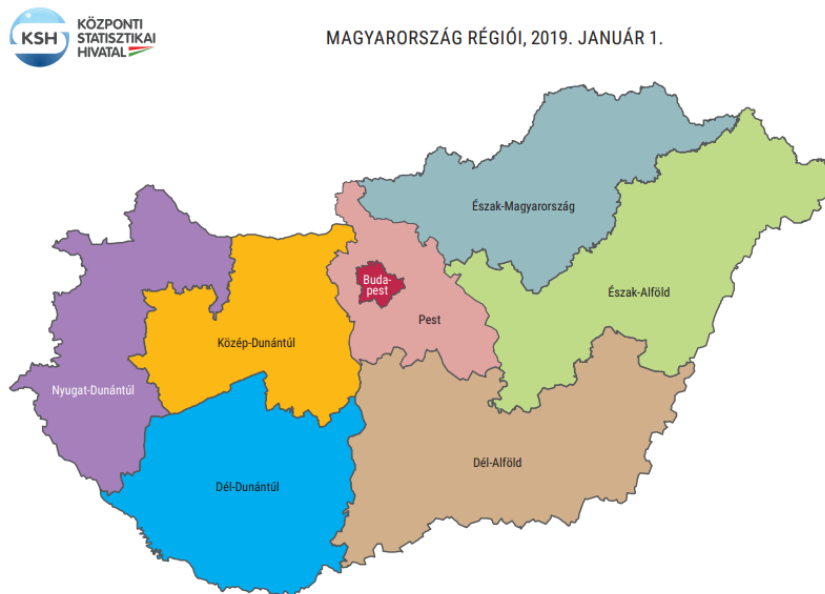 KSH
KÖZPONTI
STATISZTIKAI
HIVATAL
MAGYARORSZÁG RÉGIÓI, 2019. JANUÁR 1.
Észak-Magyarország
Buda-
pest
Észak-Alföld
Pest
Közép-Dunántúl
Nyugat-Dunántúl
Dél-Alföld
Dél-Dunántúl